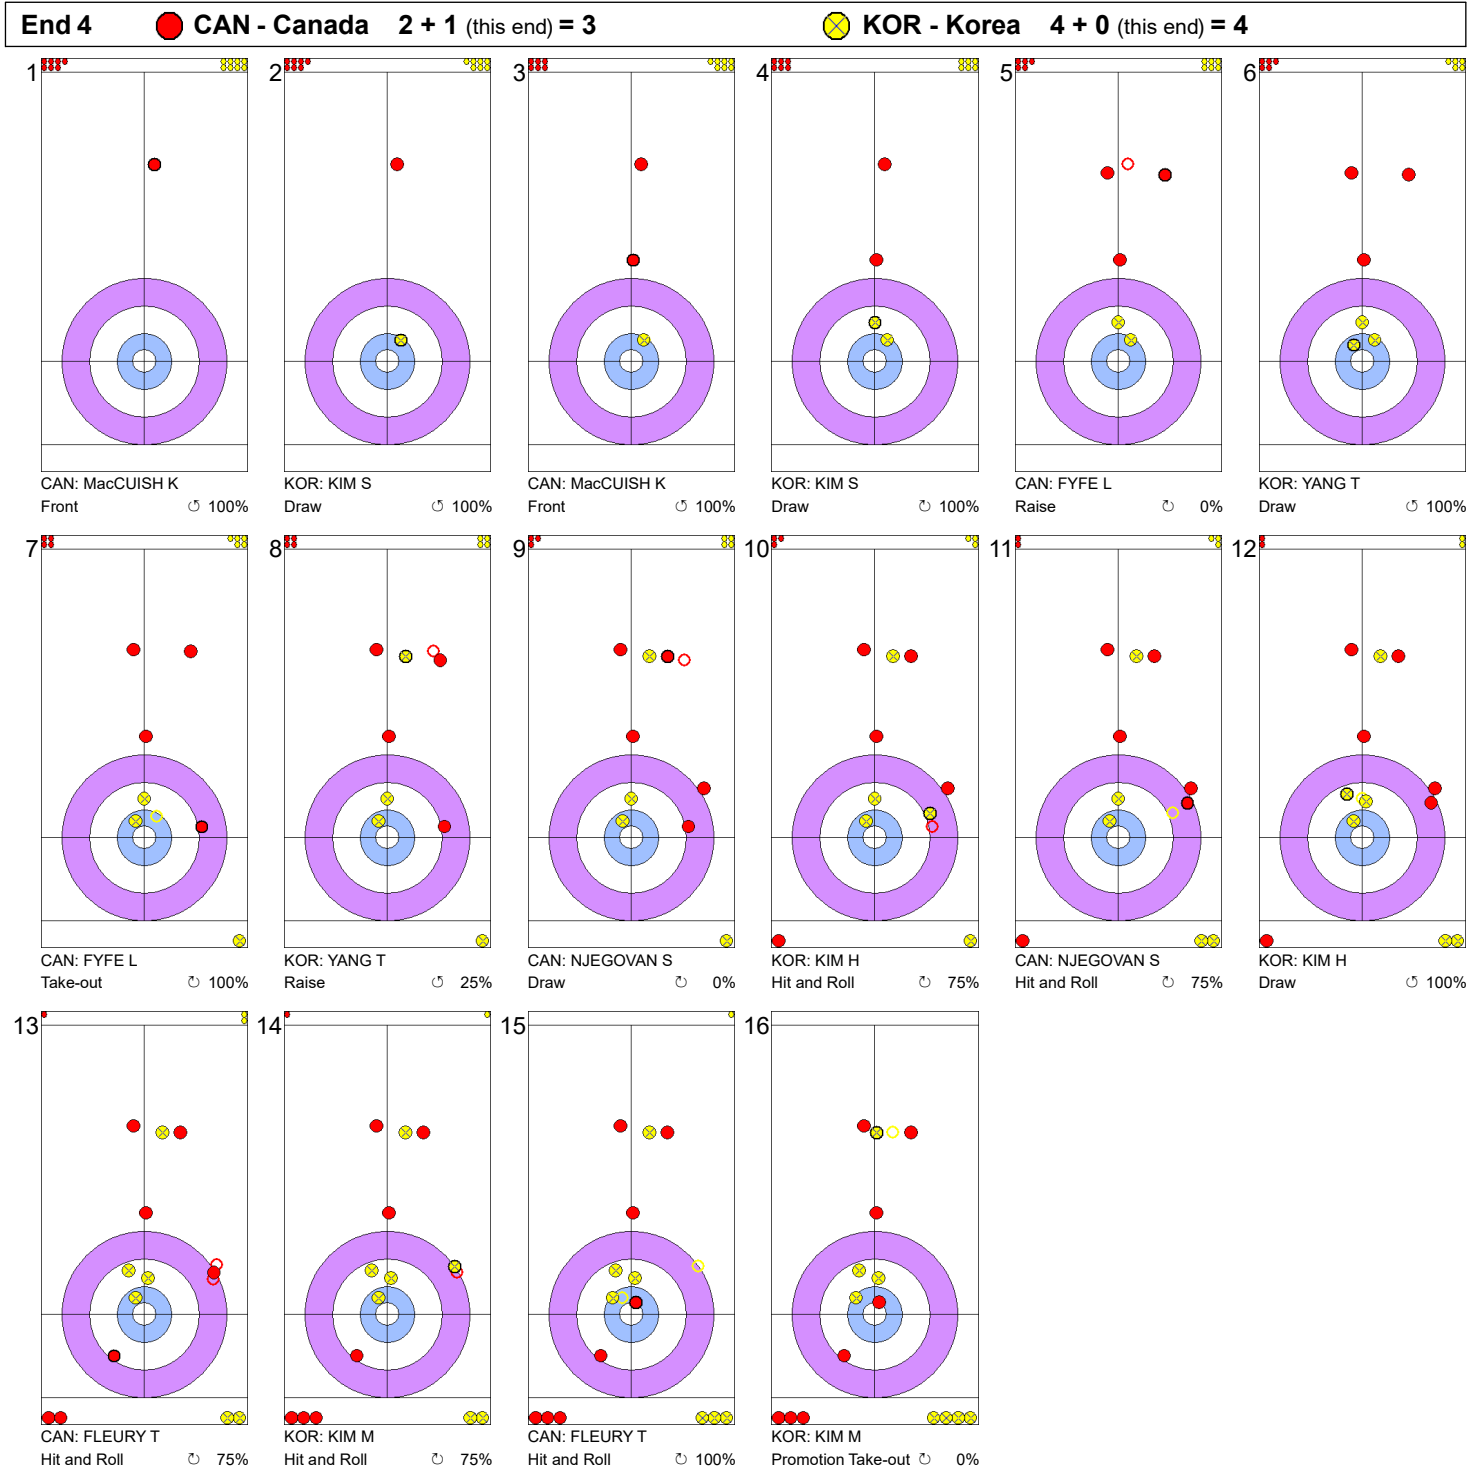 End 4 CAN - Canada 2 + 1 (this end) = 3 KOR - Korea 4 + 0 (this end) = 4
1 2 3 4 5 6
CAN: MacCUISH K KOR: KIM S CAN: MacCUISH K KOR: KIM S CAN: FYFE L KOR: YANG T
Front ↺ 100% Draw ↺ 100% Front ↺ 100% Draw ↻ 100% Raise ↻ 0% Draw ↺ 100%
7 8 9 10 11 12
CAN: FYFE L KOR: YANG T CAN: NJEGOVAN S KOR: KIM H CAN: NJEGOVAN S KOR: KIM H
Take-out ↻ 100% Raise ↺ 25% Draw ↻ 0% Hit and Roll ↻ 75% Hit and Roll ↻ 75% Draw ↺ 100%
13 14 15 16
CAN: FLEURY T KOR: KIM M CAN: FLEURY T KOR: KIM M
Hit and Roll ↻ 75% Hit and Roll ↻ 75% Hit and Roll ↻ 100% Promotion Take-out ↻ 0%